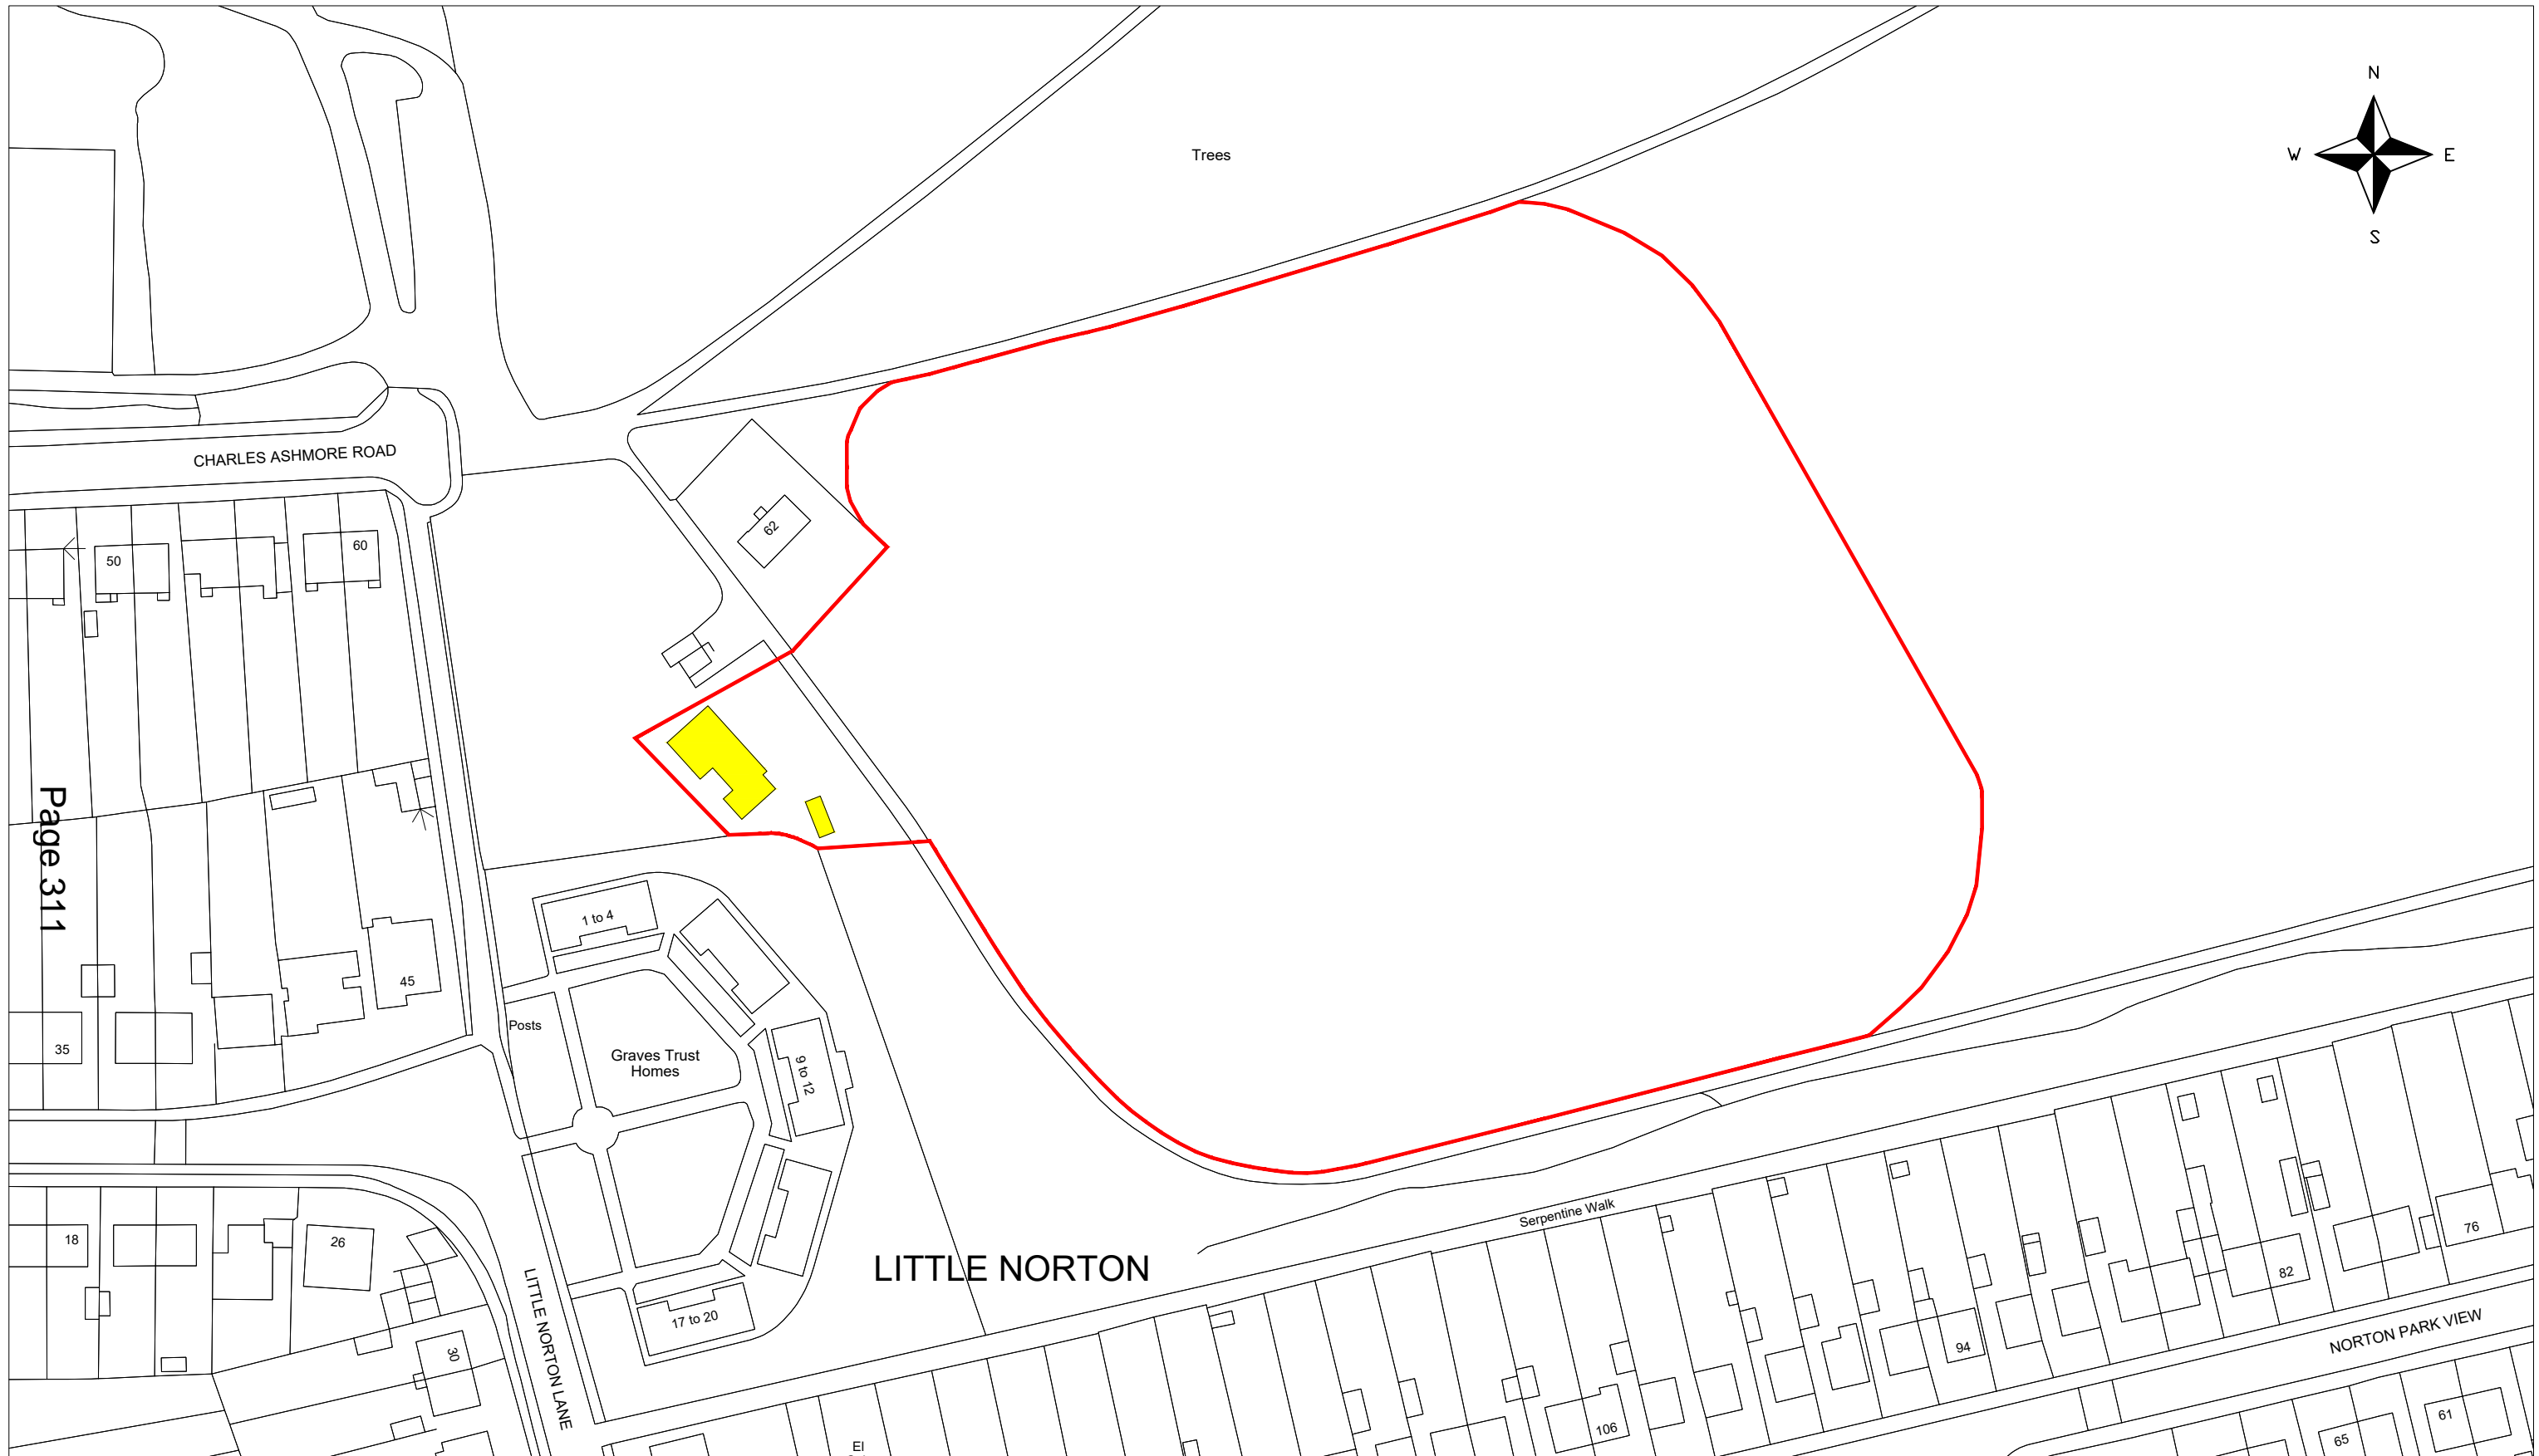 N
Trees
W
E
S
CHARLES ASHMORE ROAD
62
60
50
Page 311
1 to 4
45
Posts
35
Graves Trust
Homes
9 to 12
Serpentine Walk
76
18
26
LITTLE NORTON
82
17 to 20
NORTON PARK VIEW
LITTLE NORTON LANE
30
94
61
106
65
El